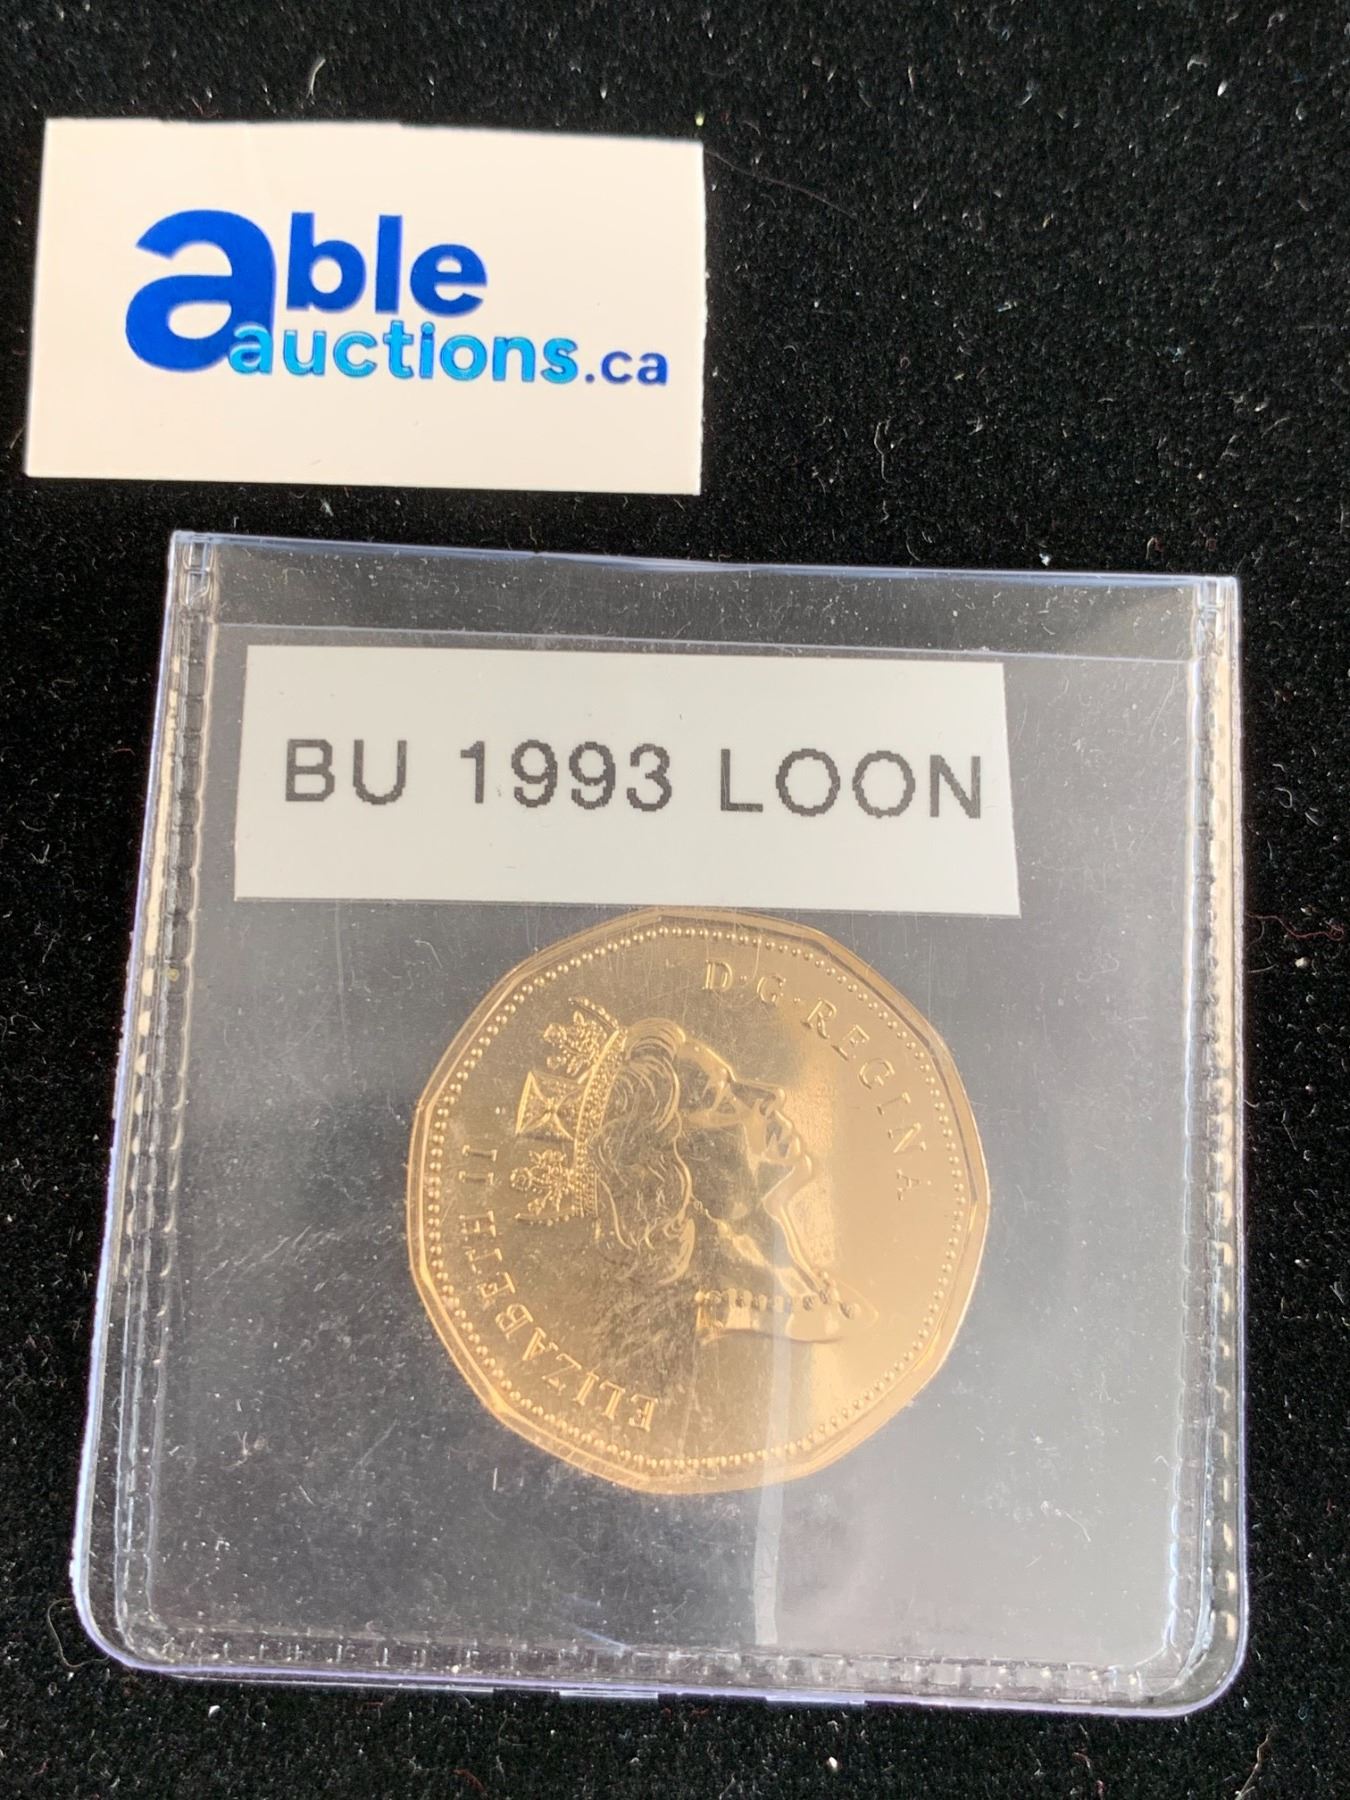 able
auctions.ca
BU 1993 LOON
ELIZABETH II
D·G·REGINA